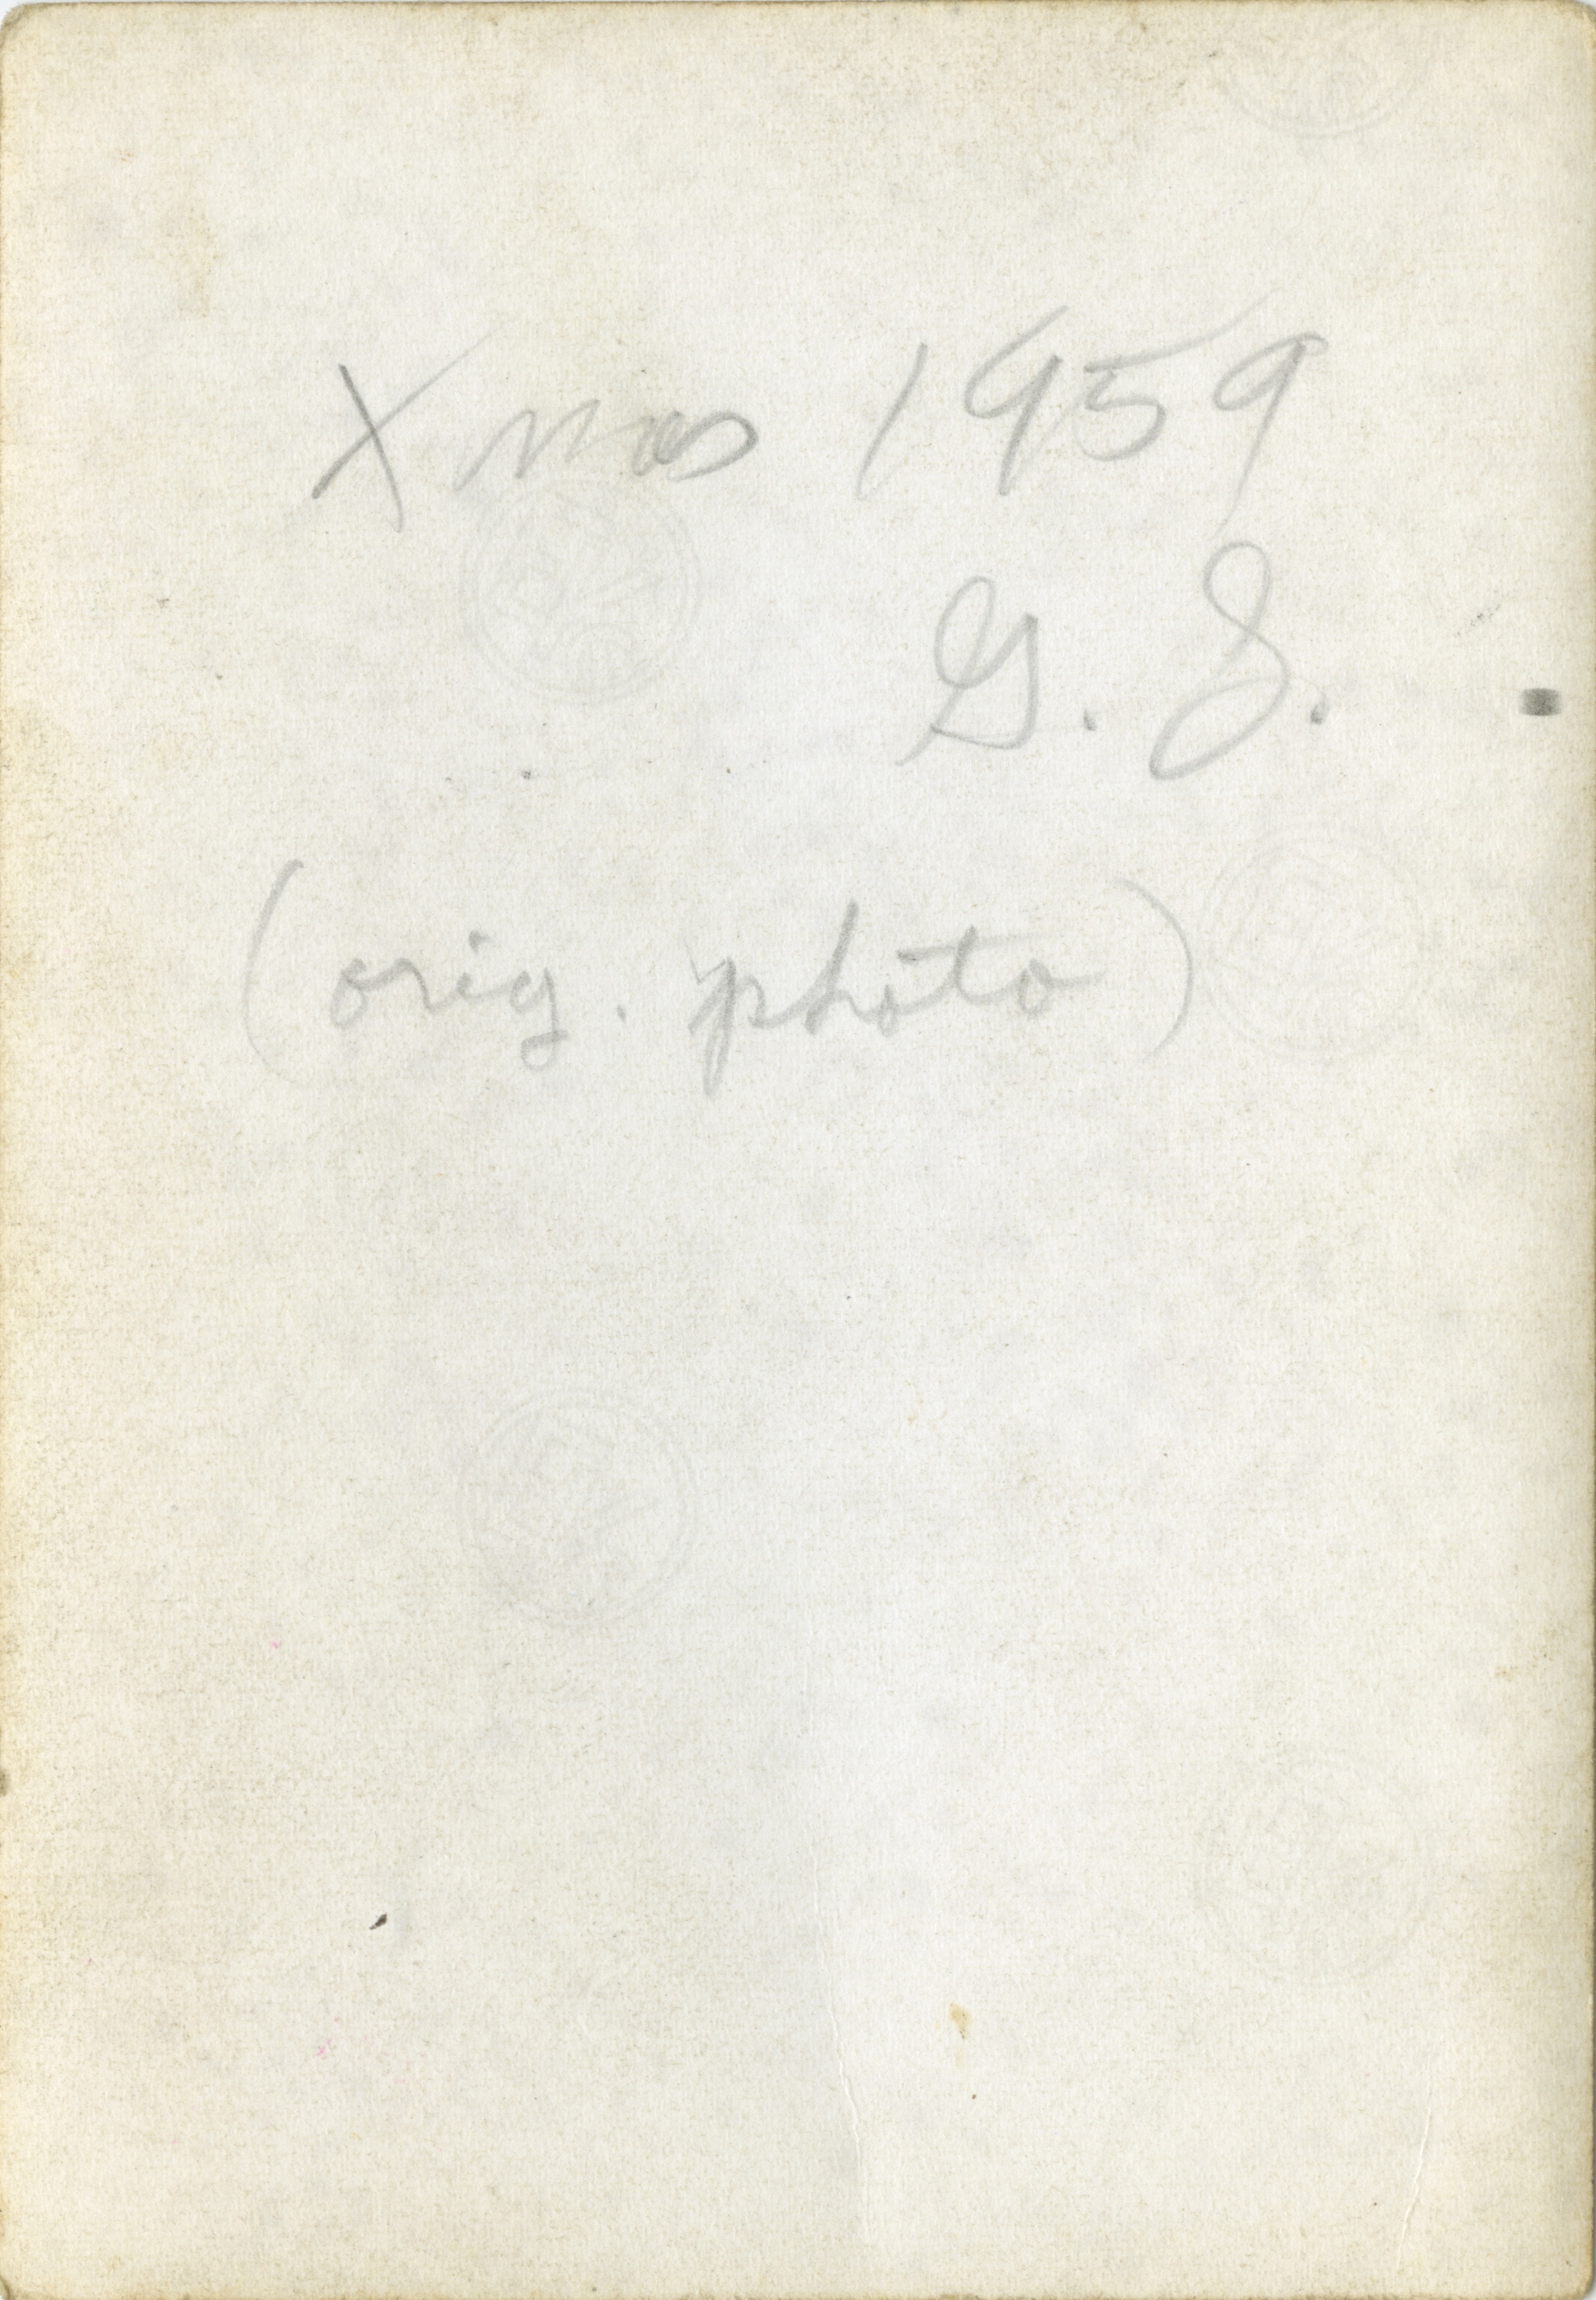 Xmas 1959
G. S.
(orig. photo)